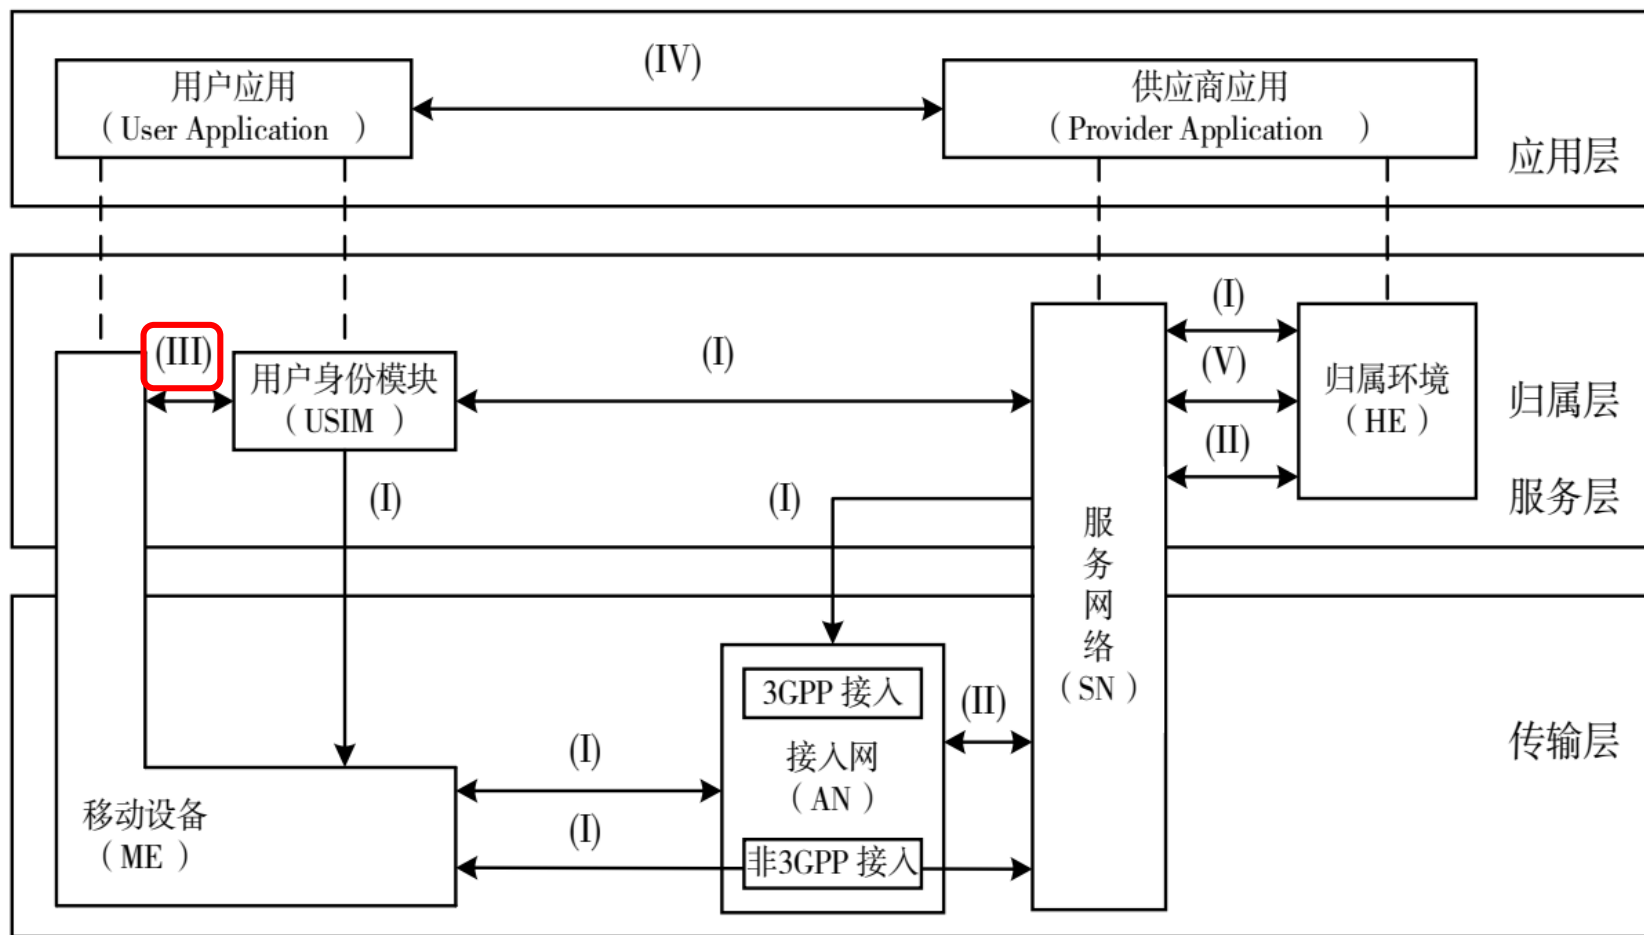 (IV)
用户应用
（User Application ）
供应商应用
（Provider Application ）
应用层
(I)
(III)
(I)
(V)
用户身份模块
（USIM ）
归属环境
（HE ）
归属层
(II)
(I)
(I)
服务层
服
务
网
络
（SN ）
3GPP 接入
(II)
(I)
接入网
（AN ）
传输层
移动设备
（ME ）
(I)
非3GPP 接入